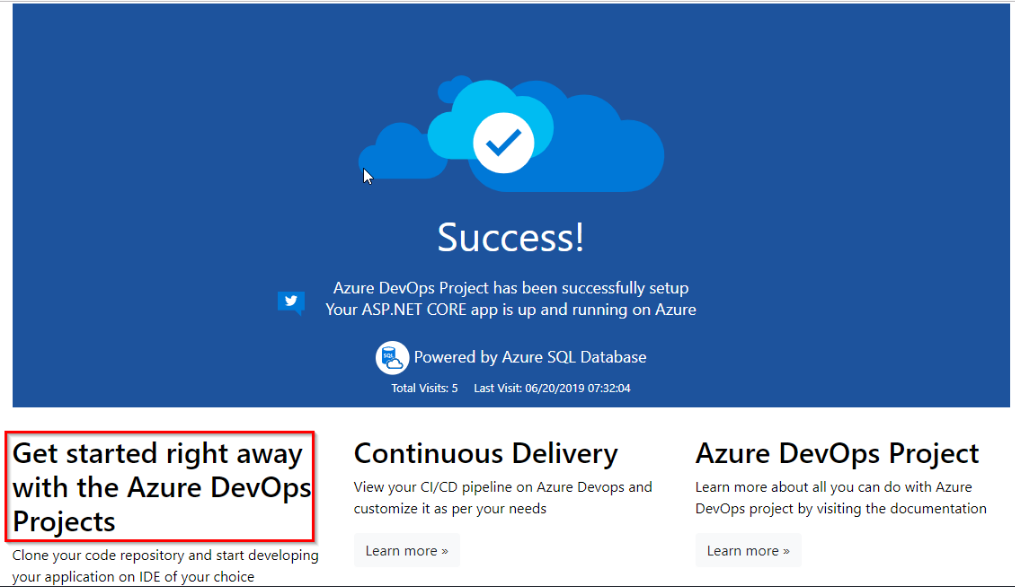 Success!
Azure DevOps Project has been successfully setup
Your ASP.NET CORE app is up and running on Azure
SQL
Powered by Azure SQL Database
Total Visits: 5 Last Visit: 06/20/2019 07:32:04
Get started right away
with the Azure DevOps
Projects
Clone your code repository and start developing
your application on IDE of your choice
Continuous Delivery
View your CI/CD pipeline on Azure Devops and
customize it as per your needs
Learn more »
Azure DevOps Project
Learn more about all you can do with Azure
DevOps project by visiting the documentation
Learn more »